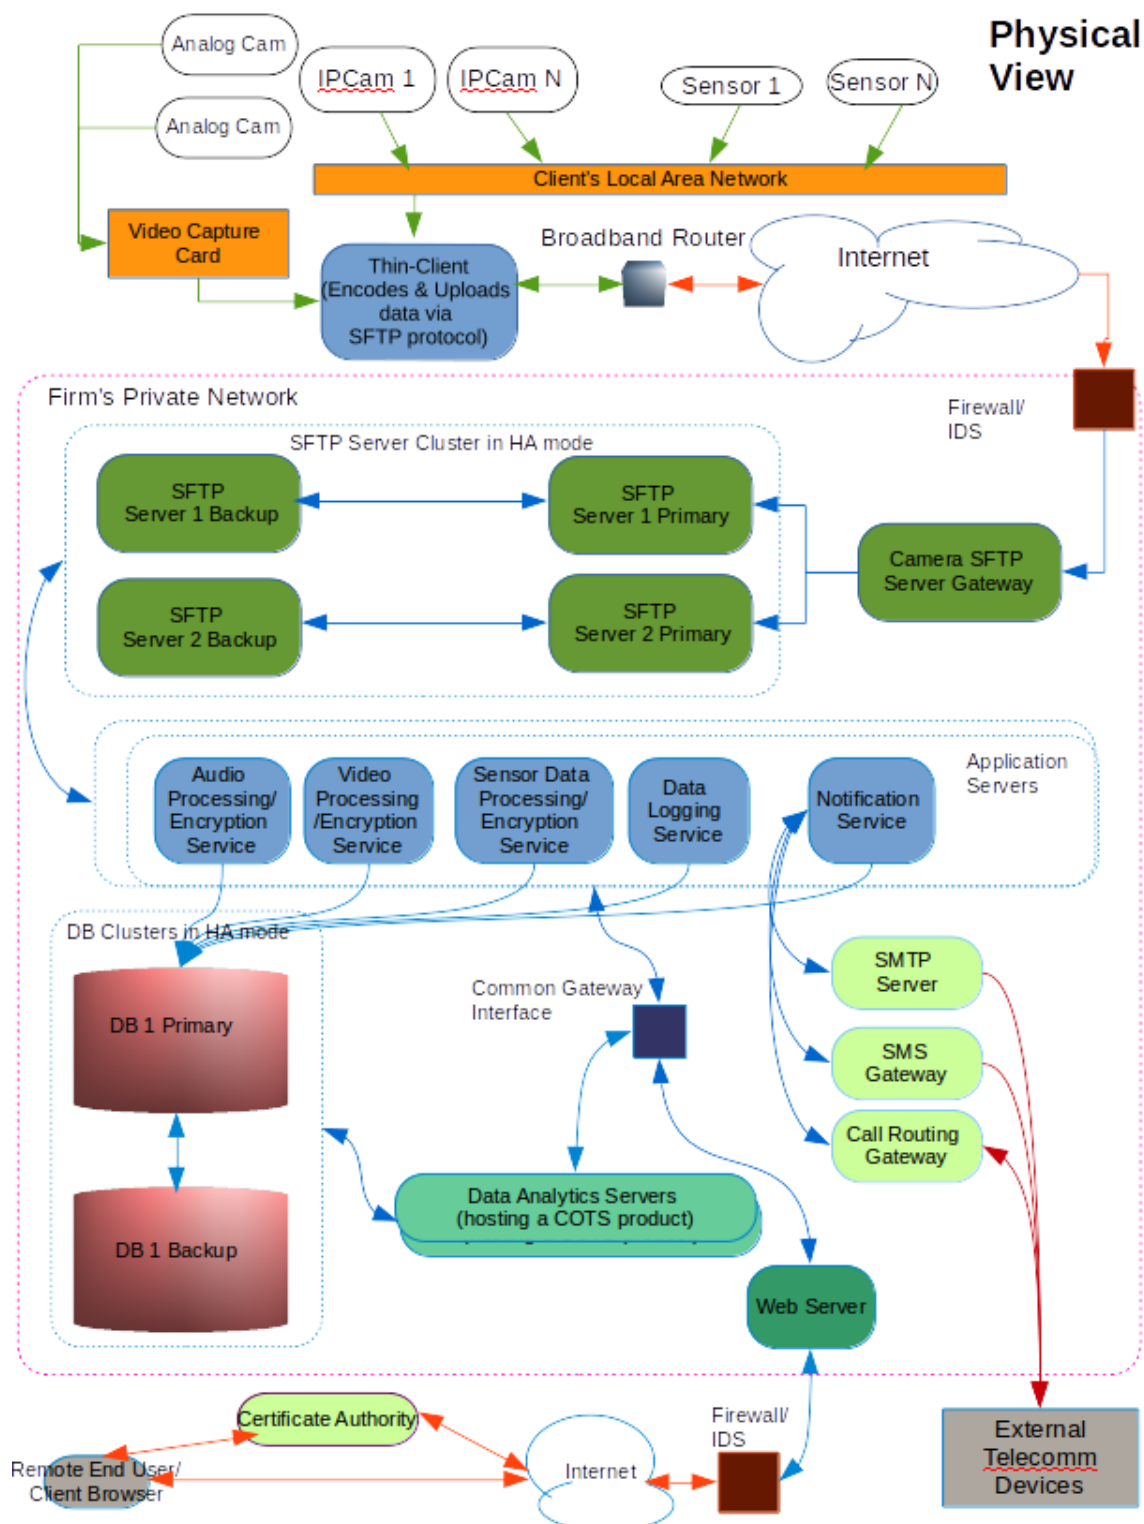 Physical
View
Analog Cam
IPCam 1
IPCam N
Sensor 1
Sensor N
Analog Cam
Client's Local Area Network
Video Capture
Card
Broadband Router
Internet
Thin-Client
(Encodes & Uploads
data via
SFTP protocol)
Firm's Private Network
Firewall/
IDS
SFTP Server Cluster in HA mode
SFTP
Server 1 Backup
SFTP
Server 1 Primary
Camera SFTP
Server Gateway
SFTP
Server 2 Backup
SFTP
Server 2 Primary
Application
Servers
Audio
Processing/
Encryption
Service
Video
Processing
/Encryption
Service
Sensor Data
Processing/
Encryption
Service
Data
Logging
Service
Notification
Service
DB Clusters in HA mode
DB 1 Primary
Common Gateway
Interface
SMTP
Server
SMS
Gateway
Call Routing
Gateway
Data Analytics Servers
(hosting a COTS product)
DB 1 Backup
Web Server
Certificate Authority
Firewall/
IDS
External
Telecomm
Devices
Remote End User/
Client Browser
Internet